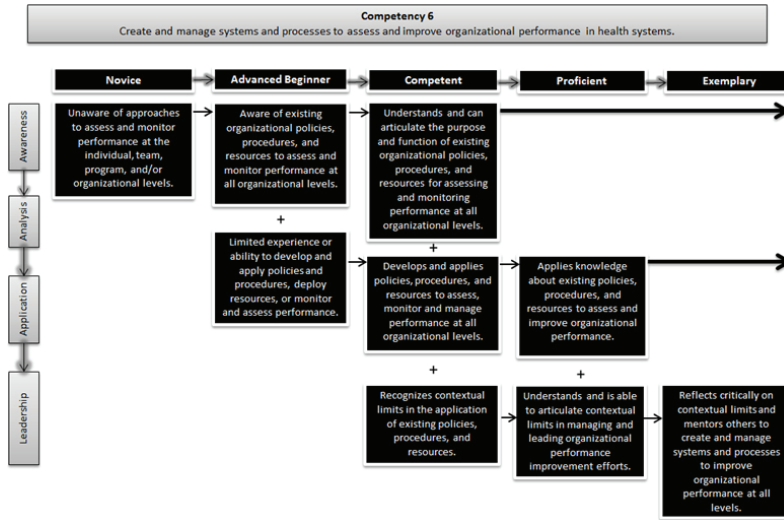 Competency 6
Create and manage systems and processes to assess and improve organizational performance in health systems.
Novice
Advanced Beginner
Competent
Proficient
Exemplary
Awareness
Analysis
Application
Leadership
Unaware of approaches
to assess and monitor
performance at the
individual, team,
program, and/or
organizational levels.
Aware of existing
organizational policies,
procedures, and
resources to assess and
monitor performance at
all organizational levels.
Understands and can
articulate the purpose
and function of existing
organizational policies,
procedures, and
resources for assessing
and monitoring
performance at all
organizational levels.
+
+
Limited experience or
ability to develop and
apply policies and
procedures, deploy
resources, or monitor
and assess performance.
Develops and applies
policies, procedures, and
resources to assess,
monitor and manage
performance at all
organizational levels.
Applies knowledge
about existing policies,
procedures, and
resources to assess and
improve organizational
performance.
+
+
Recognizes contextual
limits in the application
of existing policies,
procedures, and
resources.
Understands and is able
to articulate contextual
limits in managing and
leading organizational
performance
improvement efforts.
Reflects critically on
contextual limits and
mentors others to
create and manage
systems and processes
to improve
organizational
performance at all
levels.